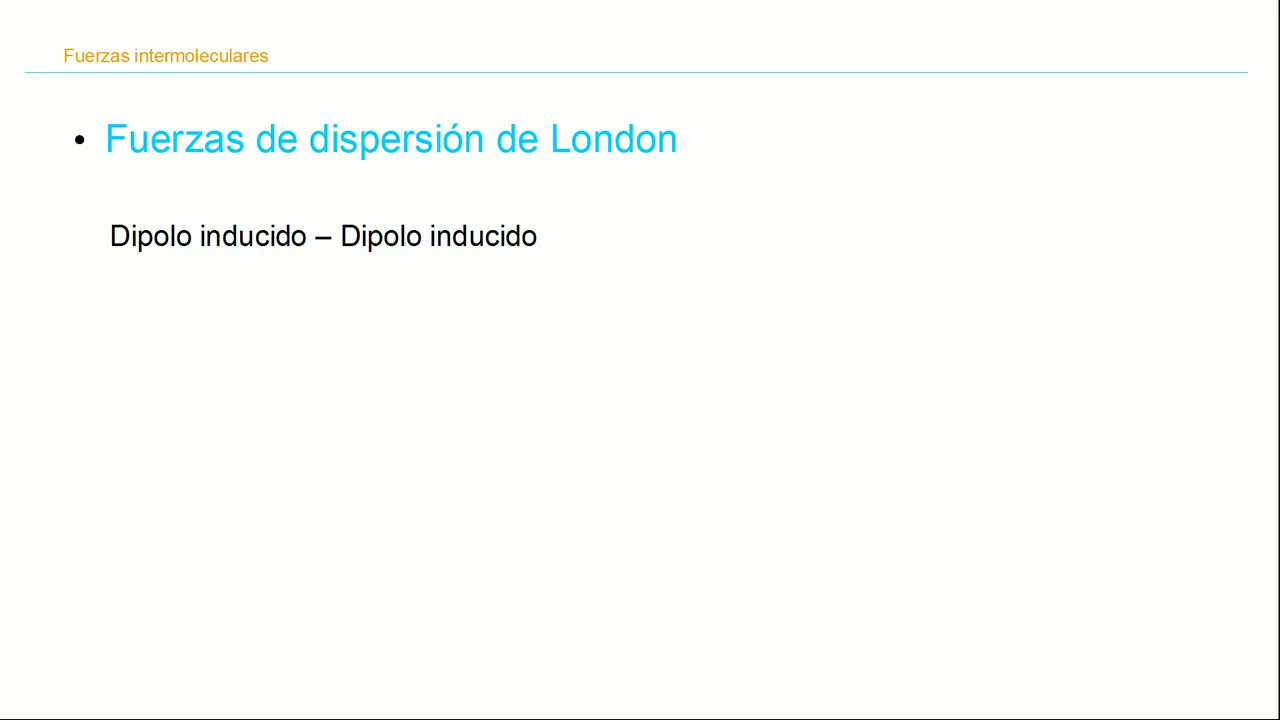 Fuerzas intermoleculares
• Fuerzas de dispersión de London
Dipolo inducido – Dipolo inducido